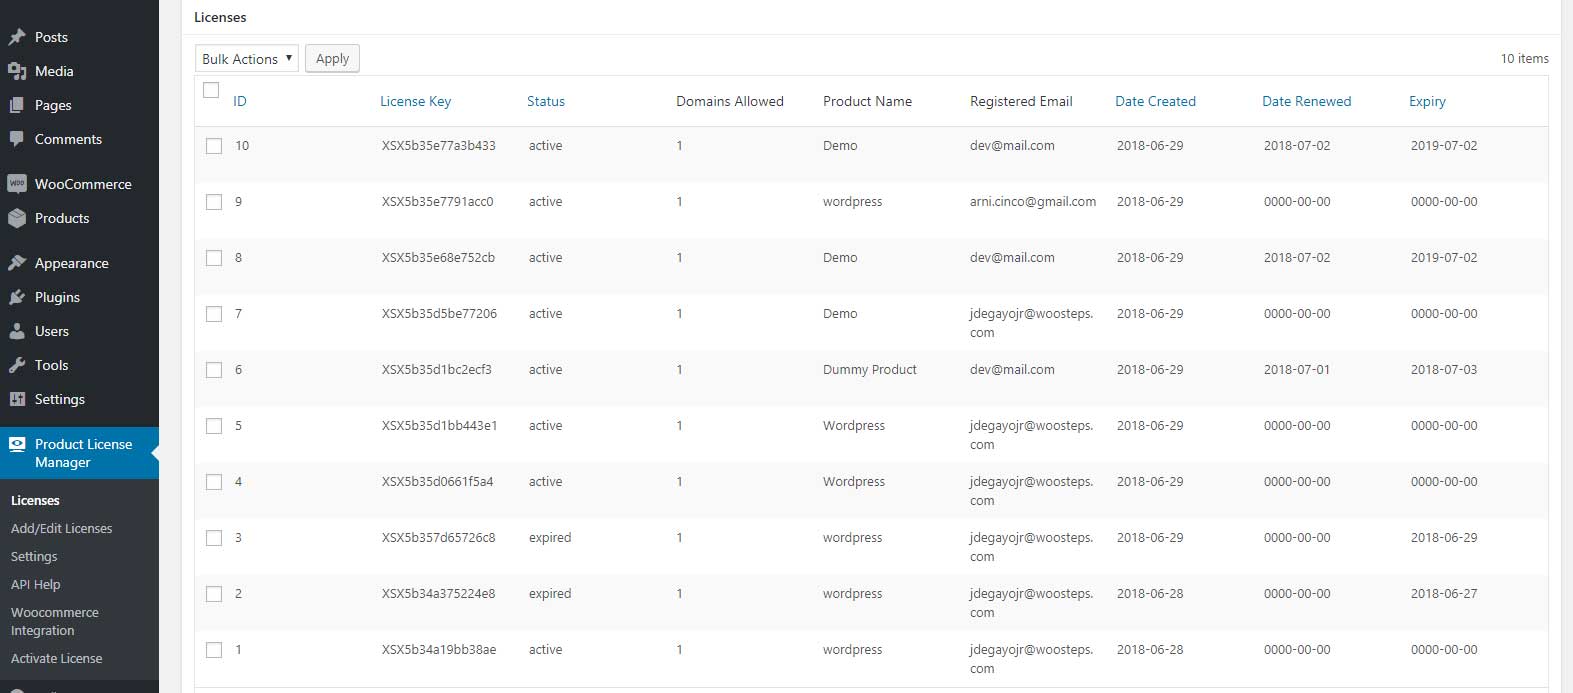 Posts
Media
Pages
Comments
WooCommerce
Products
Appearance
Plugins
Users
Tools
Settings
Product License
Manager
Licenses
Add/Edit Licenses
Settings
API Help
Woocommerce
Integration
Activate License
Licenses
Bulk Actions Apply 10 items
ID License Key Status Domains Allowed Product Name Registered Email Date Created Date Renewed Expiry
10 XSX5b35e77a3b433 active 1 Demo dev@mail.com 2018-06-29 2018-07-02 2019-07-02
9 XSX5b35e7791acc0 active 1 wordpress arni.cinco@gmail.com 2018-06-29 0000-00-00 0000-00-00
8 XSX5b35e68e752cb active 1 Demo dev@mail.com 2018-06-29 2018-07-02 2019-07-02
7 XSX5b35d5be77206 active 1 Demo jdegayojr@woosteps. 2018-06-29 0000-00-00 0000-00-00
com
6 XSX5b35d1bc2ecf3 active 1 Dummy Product dev@mail.com 2018-06-29 2018-07-01 2018-07-03
5 XSX5b35d1bb443e1 active 1 Wordpress jdegayojr@woosteps. 2018-06-29 0000-00-00 0000-00-00
com
4 XSX5b35d0661f5a4 active 1 Wordpress jdegayojr@woosteps. 2018-06-29 0000-00-00 0000-00-00
com
3 XSX5b357d65726c8 expired 1 wordpress jdegayojr@woosteps. 2018-06-29 0000-00-00 2018-06-29
com
2 XSX5b34a375224e8 expired 1 wordpress jdegayojr@woosteps. 2018-06-28 0000-00-00 2018-06-27
com
1 XSX5b34a19bb38ae active 1 wordpress jdegayojr@woosteps. 2018-06-28 0000-00-00 0000-00-00
com